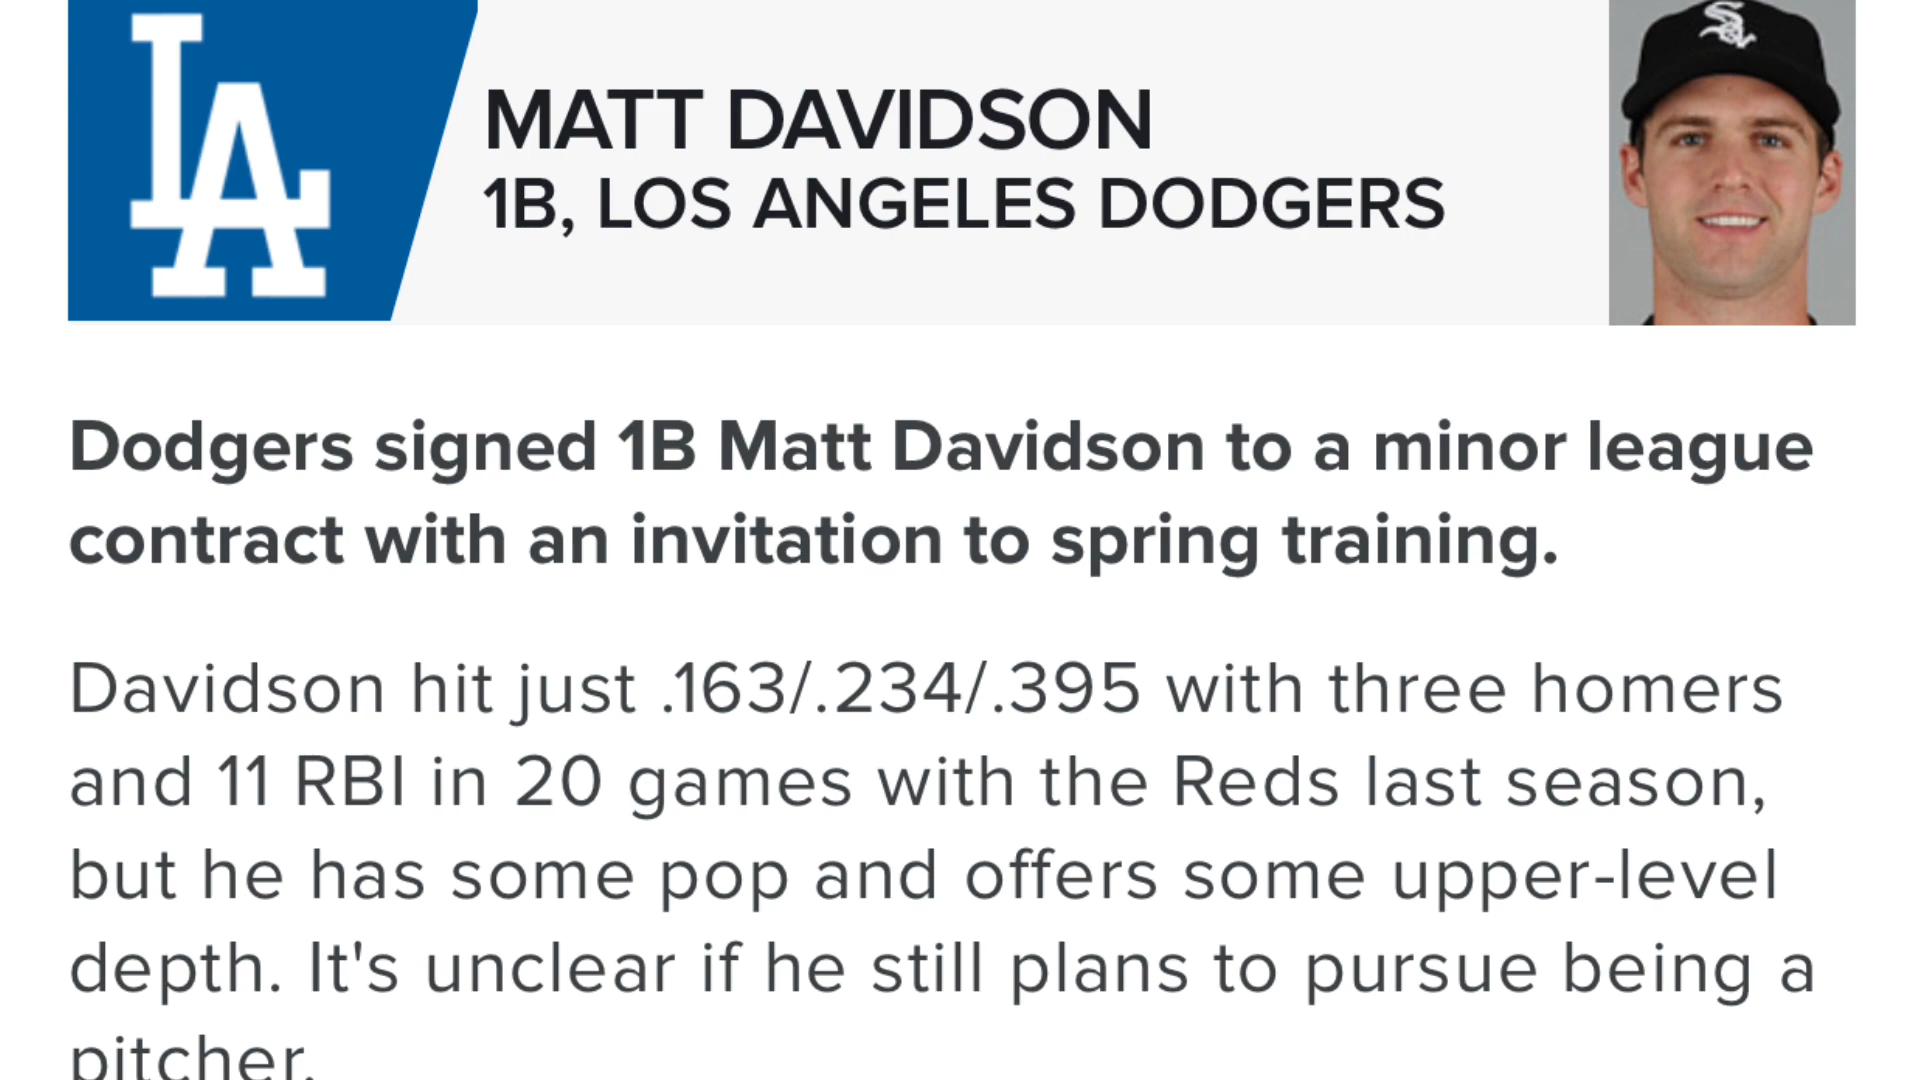 LA
MATT DAVIDSON
1B, LOS ANGELES DODGERS
Sox
Dodgers signed 1B Matt Davidson to a minor league
contract with an invitation to spring training.
Davidson hit just .163/.234/.395 with three homers
and 11 RBI in 20 games with the Reds last season,
but he has some pop and offers some upper-level
depth. It's unclear if he still plans to pursue being a
pitcher.